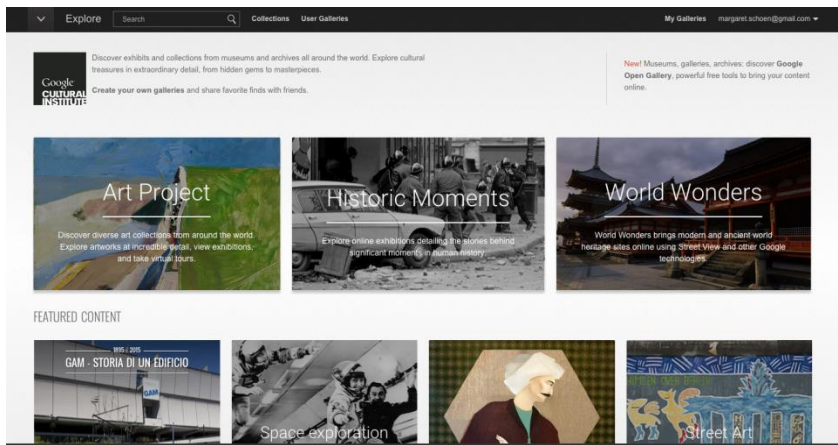 Explore
Search
Collections
User Galleries
My Galleries
margaret.schoen@gmail.com
Google
CULTURAL
INSTITUTE
Discover exhibits and collections from museums and archives all around the world. Explore cultural
treasures in extraordinary detail, from hidden gems to masterpieces.
Create your own galleries and share favorite finds with friends.
New! Museums, galleries, archives: discover Google
Open Gallery, powerful free tools to bring your content
online.
Art Project
Discover diverse art collections from around the world.
Explore artworks at incredible detail, view exhibitions,
and take virtual tours.
Historic Moments
Explore online exhibitions detailing the stories behind
significant moments in human history.
World Wonders
World Wonders brings modern and ancient world
heritage sites online using Street View and other Google
technologies.
FEATURED CONTENT
1895 | 2015
GAM - STORIA DI UN EDIFICIO
GAM
Space exploration
Street Art